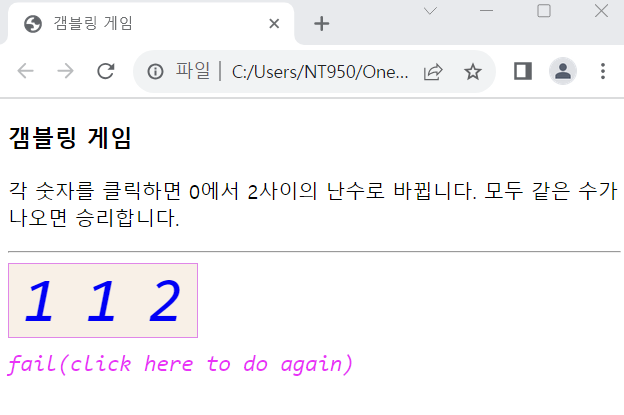 갬블링 게임
파일 | C:/Users/NT950/One...
갬블링 게임
각 숫자를 클릭하면 0에서 2사이의 난수로 바뀝니다. 모두 같은 수가
나오면 승리합니다.
1 1 2
fail(click here to do again)